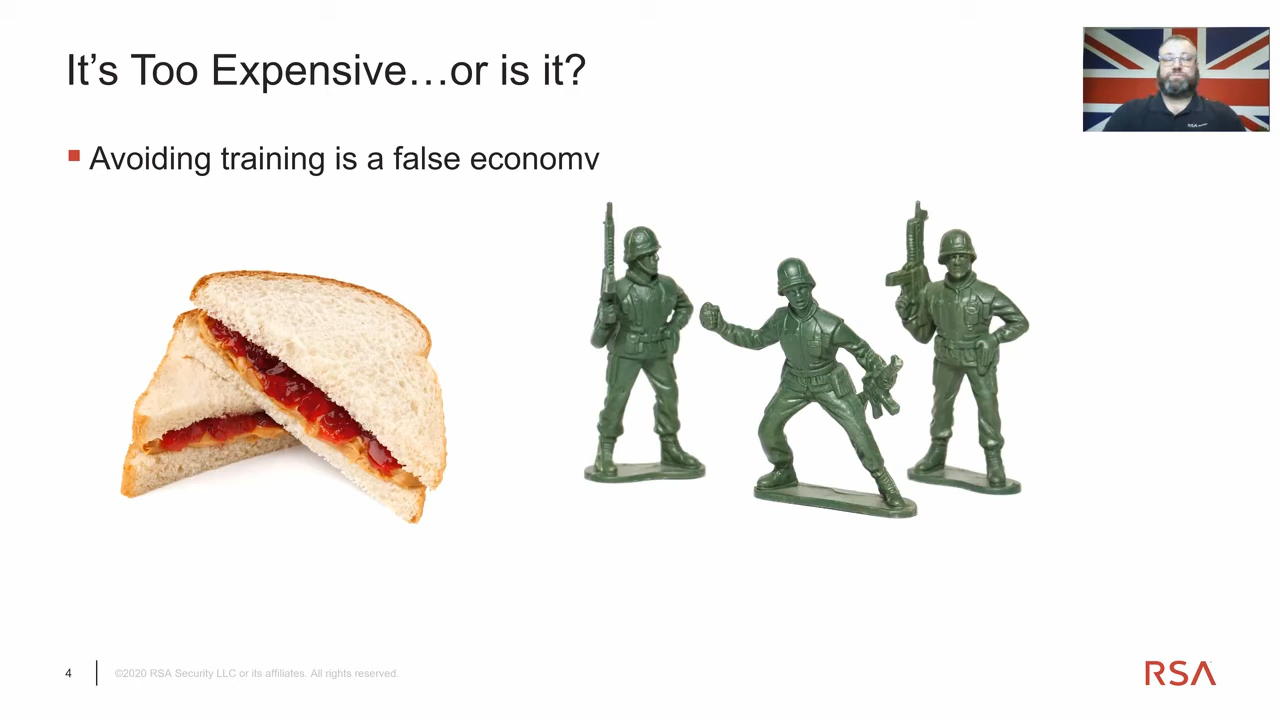 It’s Too Expensive…or is it?
Avoiding training is a false economy
4
©2020 RSA Security LLC or its affiliates. All rights reserved.
RSA
RSA